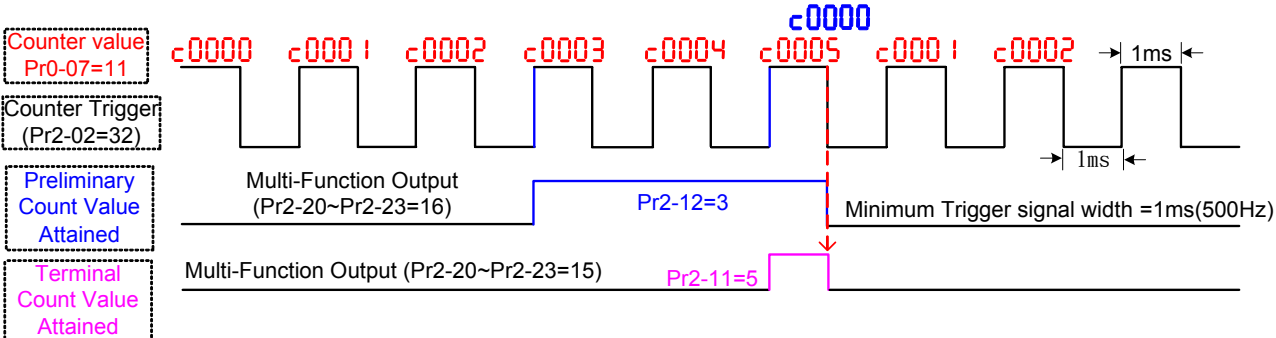 c0000
Counter value
Pr0-07=11
c0000 c0001 c0002 c0003 c0004 c0005 c0001 c0002
1ms
Counter Trigger
(Pr2-02=32)
1ms
Preliminary
Count Value
Attained
Multi-Function Output
(Pr2-20~Pr2-23=16)
Pr2-12=3
Minimum Trigger signal width =1ms(500Hz)
Terminal
Count Value
Attained
Multi-Function Output (Pr2-20~Pr2-23=15)
Pr2-11=5